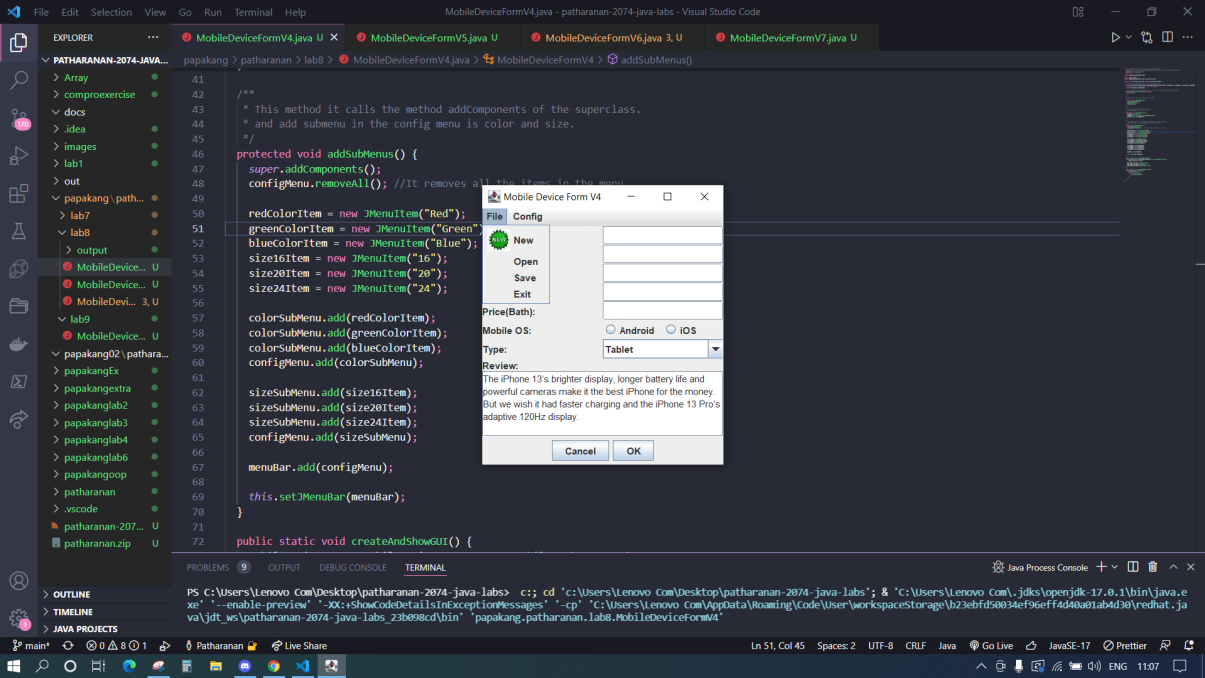 File Edit Selection View Go Run Terminal Help
MobileDeviceFormV4.java - patharanan-2074-java-labs - Visual Studio Code
EXPLORER
PATHARANAN-2074-JAVA...
Array
comproexercise
docs
.idea
images
lab1
out
papakang \ path...
lab7
lab8
output
MobileDevice... U
MobileDevice... U
MobileDevi... 3, U
lab9
MobileDevice... U
papakang02 \ pathara...
papakangEx
papakangextra
papakanglab2
papakanglab3
papakanglab4
papakanglab6
papakangoop
patharanan
.vscode
patharanan-207... U
patharanan.zip U
OUTLINE
TIMELINE
JAVA PROJECTS
170
1
MobileDeviceFormV4.java U
MobileDeviceFormV5.java U
MobileDeviceFormV6.java 3, U
MobileDeviceFormV7.java U
papakang > patharanan > lab8 > MobileDeviceFormV4.java > MobileDeviceFormV4 > addSubMenus()
41
42 /**
43 * This method it calls the method addComponents of the superclass.
44 * and add submenu in the config menu is color and size.
45 */
46 protected void addSubMenus() {
47 super.addComponents();
48 configMenu.removeAll(); //It removes all the items in the menu
49
50 redColorItem = new JMenuItem("Red");
51 greenColorItem = new JMenuItem("Green")
52 blueColorItem = new JMenuItem("Blue");
53 size16Item = new JMenuItem("16");
54 size20Item = new JMenuItem("20");
55 size24Item = new JMenuItem("24");
56
57 colorSubMenu.add(redColorItem);
58 colorSubMenu.add(greenColorItem);
59 colorSubMenu.add(blueColorItem);
60 configMenu.add(colorSubMenu);
61
62 sizeSubMenu.add(size16Item);
63 sizeSubMenu.add(size20Item);
64 sizeSubMenu.add(size24Item);
65 configMenu.add(sizeSubMenu);
66
67 menuBar.add(configMenu);
68
69 this.setJMenuBar(menuBar);
70 }
71
72 public static void createAndShowGUI() {
Mobile Device Form V4
File Config
NEW New
Open
Save
Exit
Price(Bath):
Mobile OS: Android iOS
Type: Tablet
Review:
The iPhone 13's brighter display, longer battery life and
powerful cameras make it the best iPhone for the money.
But we wish it had faster charging and the iPhone 13 Pro's
adaptive 120Hz display.
Cancel OK
PROBLEMS 9 OUTPUT DEBUG CONSOLE TERMINAL
Java Process Console
PS C:\Users\Lenovo Com\Desktop\patharanan-2074-java-labs> c:; cd 'c:\Users\Lenovo Com\Desktop\patharanan-2074-java-labs'; & 'C:\Users\Lenovo Com\.jdks\openjdk-17.0.1\bin\java.e
xe' '--enable-preview' '-XX:+ShowCodeDetailsInExceptionMessages' '-cp' 'C:\Users\Lenovo Com\AppData\Roaming\Code\User\workspaceStorage\b23ebfd50034ef96eff4d40a01ab4d30\redhat.ja
va\jdt_ws\patharanan-2074-java-labs_23b098cd\bin' 'papakang.patharanan.lab8.MobileDeviceFormV4'
main* 0 8 1 Patharanan Live Share
Ln 51, Col 45 Spaces: 2 UTF-8 CRLF Java Go Live JavaSE-17 Prettier
ENG 11:07